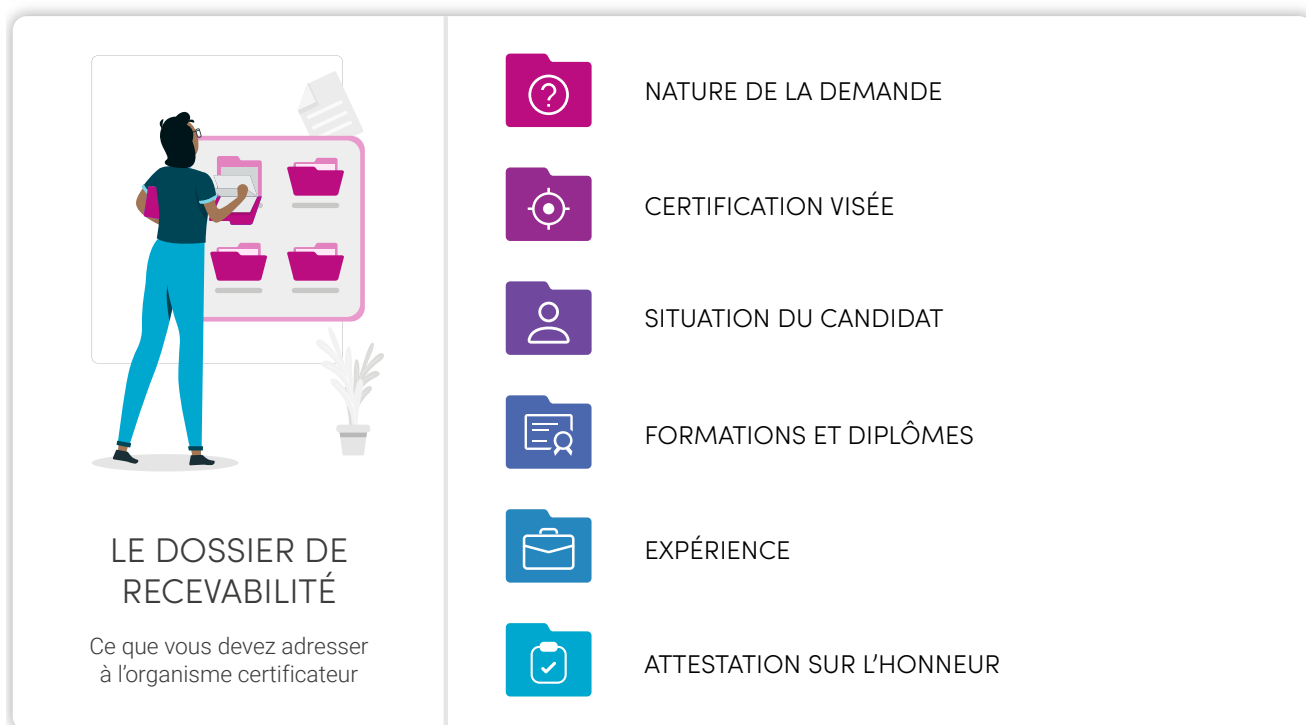 LE DOSSIER DE
RECEVABILITÉ
Ce que vous devez adresser
à l’organisme certificateur
NATURE DE LA DEMANDE
CERTIFICATION VISÉE
SITUATION DU CANDIDAT
FORMATIONS ET DIPLÔMES
EXPÉRIENCE
ATTESTATION SUR L’HONNEUR